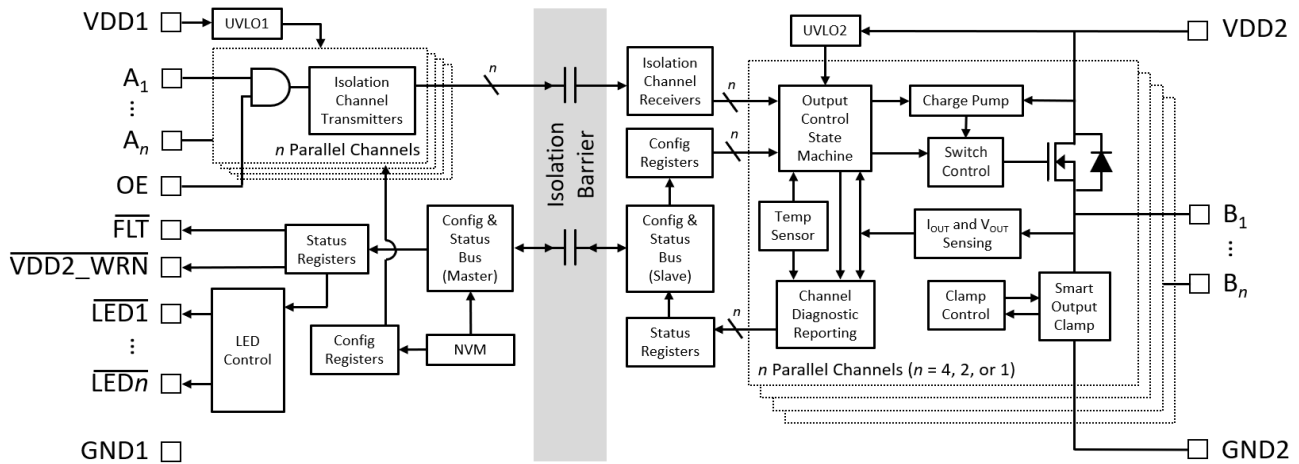 VDD1
UVLO1
A1
⋮
An
OE
Isolation
Channel
Transmitters
n Parallel Channels
n
FLT
VDD2_WRN
LED1
⋮
LEDn
GND1
Status
Registers
LED
Control
Config
Registers
NVM
Config &
Status
Bus
(Master)
Isolation
Barrier
Isolation
Channel
Receivers
n
Config
Registers
n
Config &
Status
Bus
(Slave)
Status
Registers
n
UVLO2
Output
Control
State
Machine
Charge Pump
Switch
Control
Temp
Sensor
IOUT and VOUT
Sensing
Channel
Diagnostic
Reporting
Clamp
Control
Smart
Output
Clamp
n Parallel Channels (n = 4, 2, or 1)
VDD2
B1
⋮
Bn
GND2